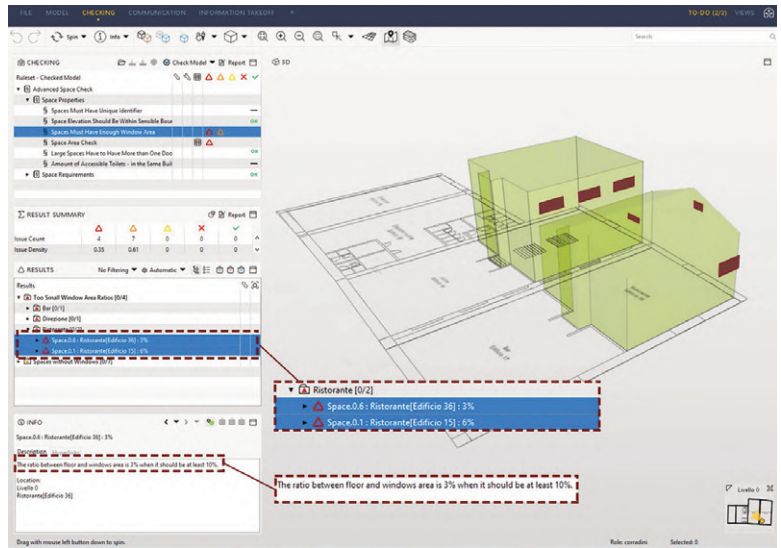 FILE MODEL CHECKING COMMUNICATION INFORMATION TAKEOFF +
TO-DO (2/2) VIEWS
Spin Info Search
CHECKING Check Model Report
3D
Ruleset - Checked Model
Advanced Space Check
Space Properties
§ Spaces Must Have Unique Identifier —
§ Space Elevation Should Be Within Sensible Boun OK
§ Spaces Must Have Enough Window Area
§ Space Area Check
§ Large Spaces Have to Have More than One Doo OK
§ Amount of Accessible Toilets - in the Same Buil —
Space Requirements OK
RESULT SUMMARY Report
Issue Count 4 7 0 0 0
Issue Density 0.35 0.61 0 0 0
RESULTS No Filtering Automatic
Results
Too Small Window Area Ratios [0/4]
Bar [0/1]
Direzione [0/1]
Ristorante [0/2]
Space.0.6 : Ristorante[Edificio 36] : 3%
Space.0.1 : Ristorante[Edificio 15] : 6%
Spaces without Windows [0/7]
Ristorante [0/2]
Space.0.6 : Ristorante[Edificio 36] : 3%
Space.0.1 : Ristorante[Edificio 15] : 6%
INFO
Space.0.6 : Ristorante[Edificio 36] : 3%
Description Hyperlinks
The ratio between floor and windows area is 3% when it should be at least 10%.
The ratio between floor and windows area is 3% when it should be at least 10%.
Location:
Livello 0
Ristorante[Edificio 36]
Bar
Livello 0
Drag with mouse left button down to spin.
Role: corradini Selected: 0